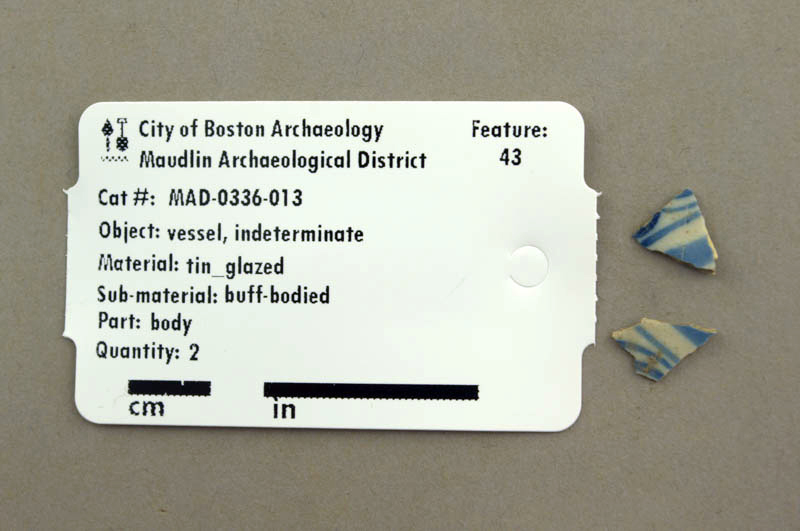 City of Boston Archaeology
Maudlin Archaeological District
Feature:
43
Cat #: MAD-0336-013
Object: vessel, indeterminate
Material: tin_glazed
Sub-material: buff-bodied
Part: body
Quantity: 2
cm in